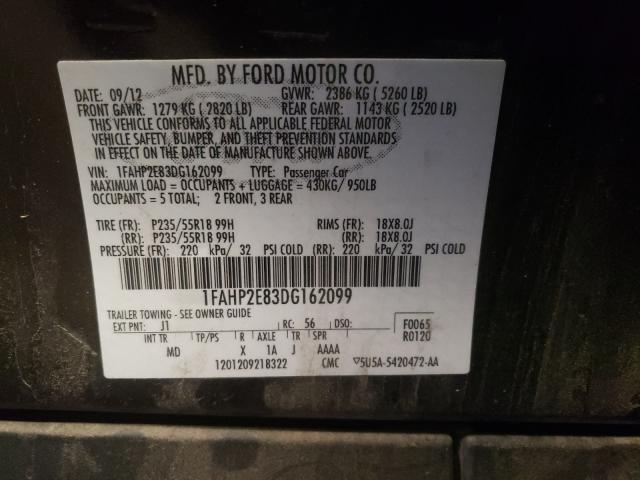 MFD. BY FORD MOTOR CO.
DATE: 09/12 GVWR: 2386 KG ( 5260 LB)
FRONT GAWR: 1279 KG ( 2820 LB) REAR GAWR: 1143 KG ( 2520 LB)
THIS VEHICLE CONFORMS TO ALL APPLICABLE FEDERAL MOTOR
VEHICLE SAFETY, BUMPER, AND THEFT PREVENTION STANDARDS
IN EFFECT ON THE DATE OF MANUFACTURE SHOWN ABOVE.
VIN: 1FAHP2E83DG162099 TYPE: Passenger Car
MAXIMUM LOAD = OCCUPANTS + LUGGAGE = 430KG/ 950LB
OCCUPANTS = 5 TOTAL: 2 FRONT, 3 REAR
TIRE (FR): P235/55R18 99H RIMS (FR): 18X8.0J
(RR): P235/55R18 99H (RR): 18X8.0J
PRESSURE (FR): 220 kPa/ 32 PSI COLD (RR): 220 kPa/ 32 PSI COLD
1FAHP2E83DG162099
TRAILER TOWING - SEE OWNER GUIDE
EXT PNT: J1 RC: 56 DSO: F0065
INT TR TP/PS R AXLE TR SPR R0120
MD X 1A J AAAA
1201209218322 CMC ▽5U5A-5420472-AA